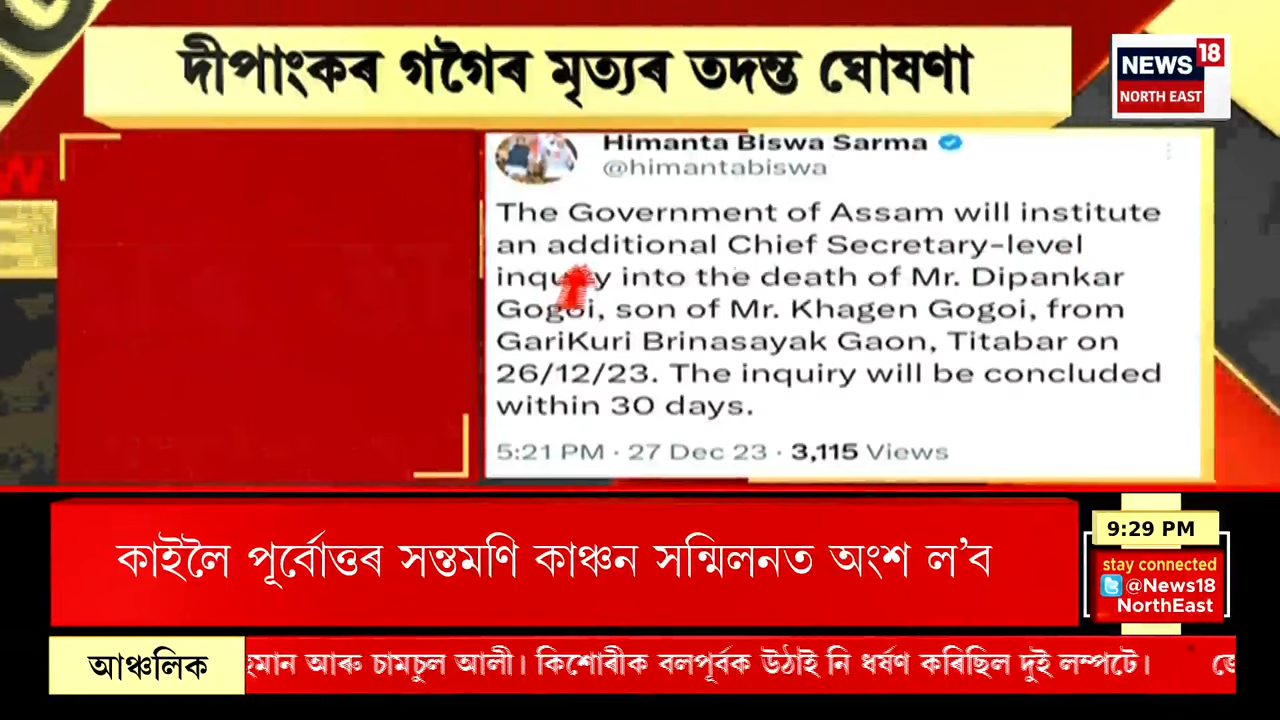 দীপাংকৰ গগৈৰ মৃত্যৰ তদন্ত ঘোষণা
NEWS 18
NORTH EAST
Himanta Biswa Sarma
@himantabiswa
The Government of Assam will institute
an additional Chief Secretary-level
inquiry into the death of Mr. Dipankar
Gogoi, son of Mr. Khagen Gogoi, from
GariKuri Brinasayak Gaon, Titabar on
26/12/23. The inquiry will be concluded
within 30 days.
5:21 PM · 27 Dec 23 · 3,115 Views
কাইলৈ পূৰ্বোত্তৰ সন্তমণি কাঞ্চন সন্মিলনত অংশ ল’ব
9:29 PM
stay connected
@News18
NorthEast
আঞ্চলিক
আৰু চামচুল আলী। কিশোৰীক বলপূৰ্বক উঠাই নি ধৰ্ষণ কৰিছিল দুই লম্পটে।